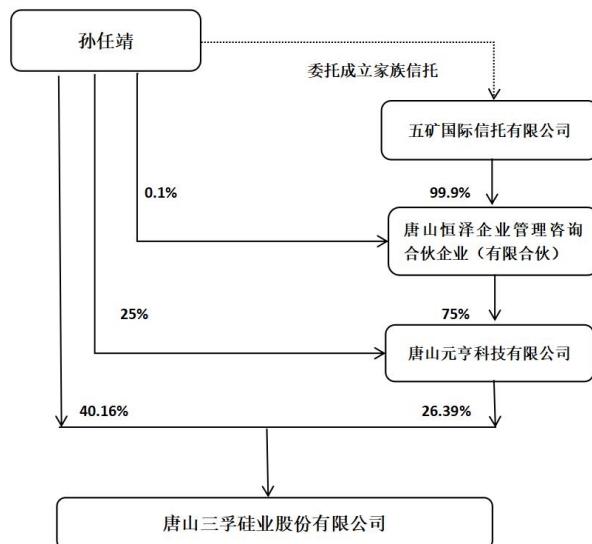 孙任靖
委托成立家族信托
五矿国际信托有限公司
0.1%
99.9%
唐山恒泽企业管理咨询
合伙企业（有限合伙）
25%
75%
唐山元亨科技有限公司
40.16%
26.39%
唐山三孚硅业股份有限公司